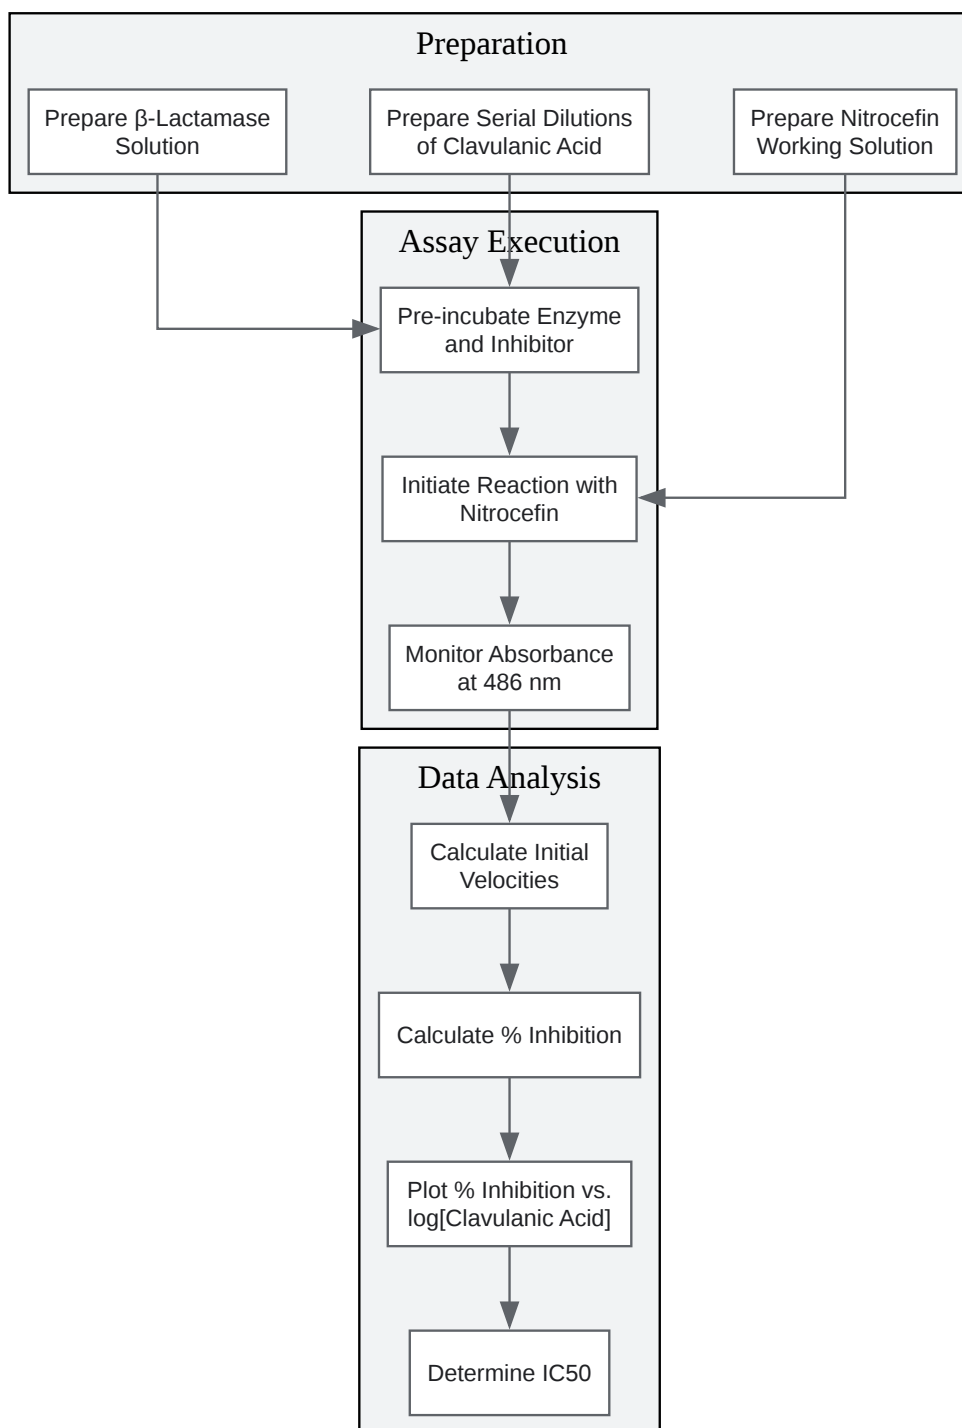 Preparation
Prepare β-Lactamase
Solution
Prepare Serial Dilutions
of Clavulanic Acid
Prepare Nitrocefin
Working Solution
Assay Execution
Pre-incubate Enzyme
and Inhibitor
Initiate Reaction with
Nitrocefin
Monitor Absorbance
at 486 nm
Data Analysis
Calculate Initial
Velocities
Calculate % Inhibition
Plot % Inhibition vs.
log[Clavulanic Acid]
Determine IC50